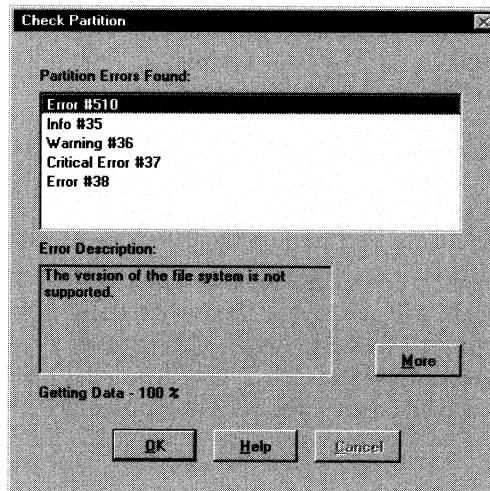 Check Partition
Partition Errors Found:
Error #510
Info #35
Warning #36
Critical Error #37
Error #38
Error Description:
The version of the file system is not
supported.
More
Getting Data - 100 %
OK
Help
Cancel